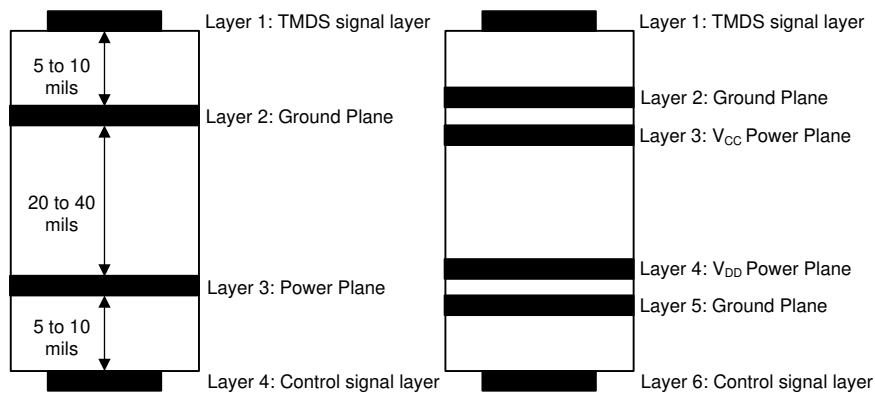 Layer 1: TMDS signal layer
5 to 10
mils
Layer 2: Ground Plane
20 to 40
mils
Layer 3: Power Plane
5 to 10
mils
Layer 4: Control signal layer
Layer 1: TMDS signal layer
Layer 2: Ground Plane
Layer 3: VCC Power Plane
Layer 4: VDD Power Plane
Layer 5: Ground Plane
Layer 6: Control signal layer